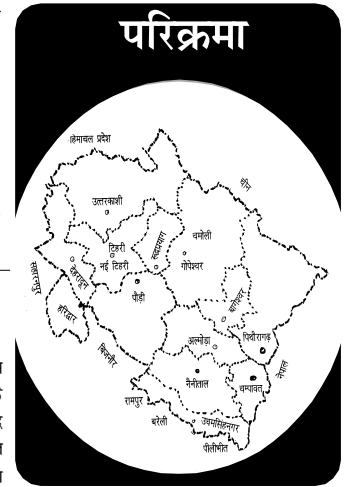 परिक्रमा
हिमाचल प्रदेश
चीन
उत्तरकाशी
चमोली
टिहरी
रूद्रप्रयाग
सहारनपुर
देहरादून
नई टिहरी
गोपेश्वर
पौड़ी
हरिद्वार
बागेश्वर
बिजनौर
अल्मोड़ा
पिथौरागढ़
नैनीताल
चम्पावत
नेपाल
रामपुर
बरेली
उधमसिंहनगर
पीलीभीत